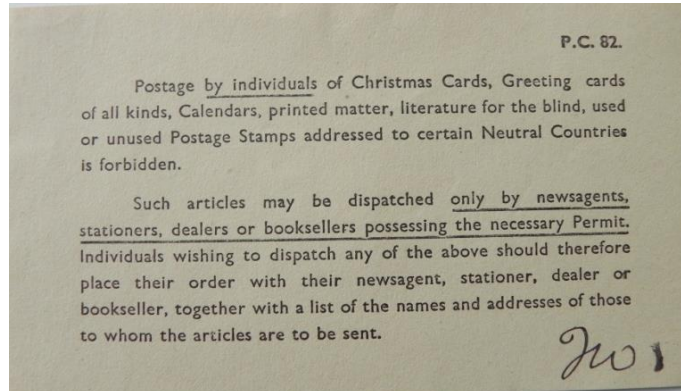 P.C. 82.
Postage by individuals of Christmas Cards, Greeting cards
of all kinds, Calendars, printed matter, literature for the blind, used
or unused Postage Stamps addressed to certain Neutral Countries
is forbidden.
Such articles may be dispatched only by newsagents,
stationers, dealers or booksellers possessing the necessary Permit.
Individuals wishing to dispatch any of the above should therefore
place their order with their newsagent, stationer, dealer or
bookseller, together with a list of the names and addresses of those
to whom the articles are to be sent.